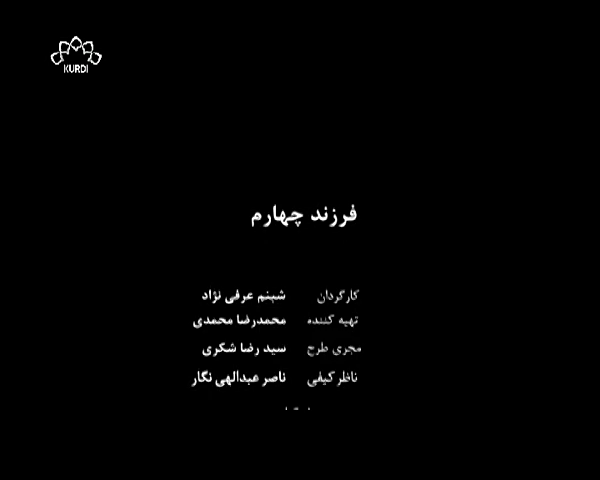 KURDI
فرزند چهارم
کارگردان شبنم عرفی نژاد
تهیه کننده محمدرضا محمدی
مجری طرح سید رضا شکری
ناظر کیفی ناصر عبدالهی نگار